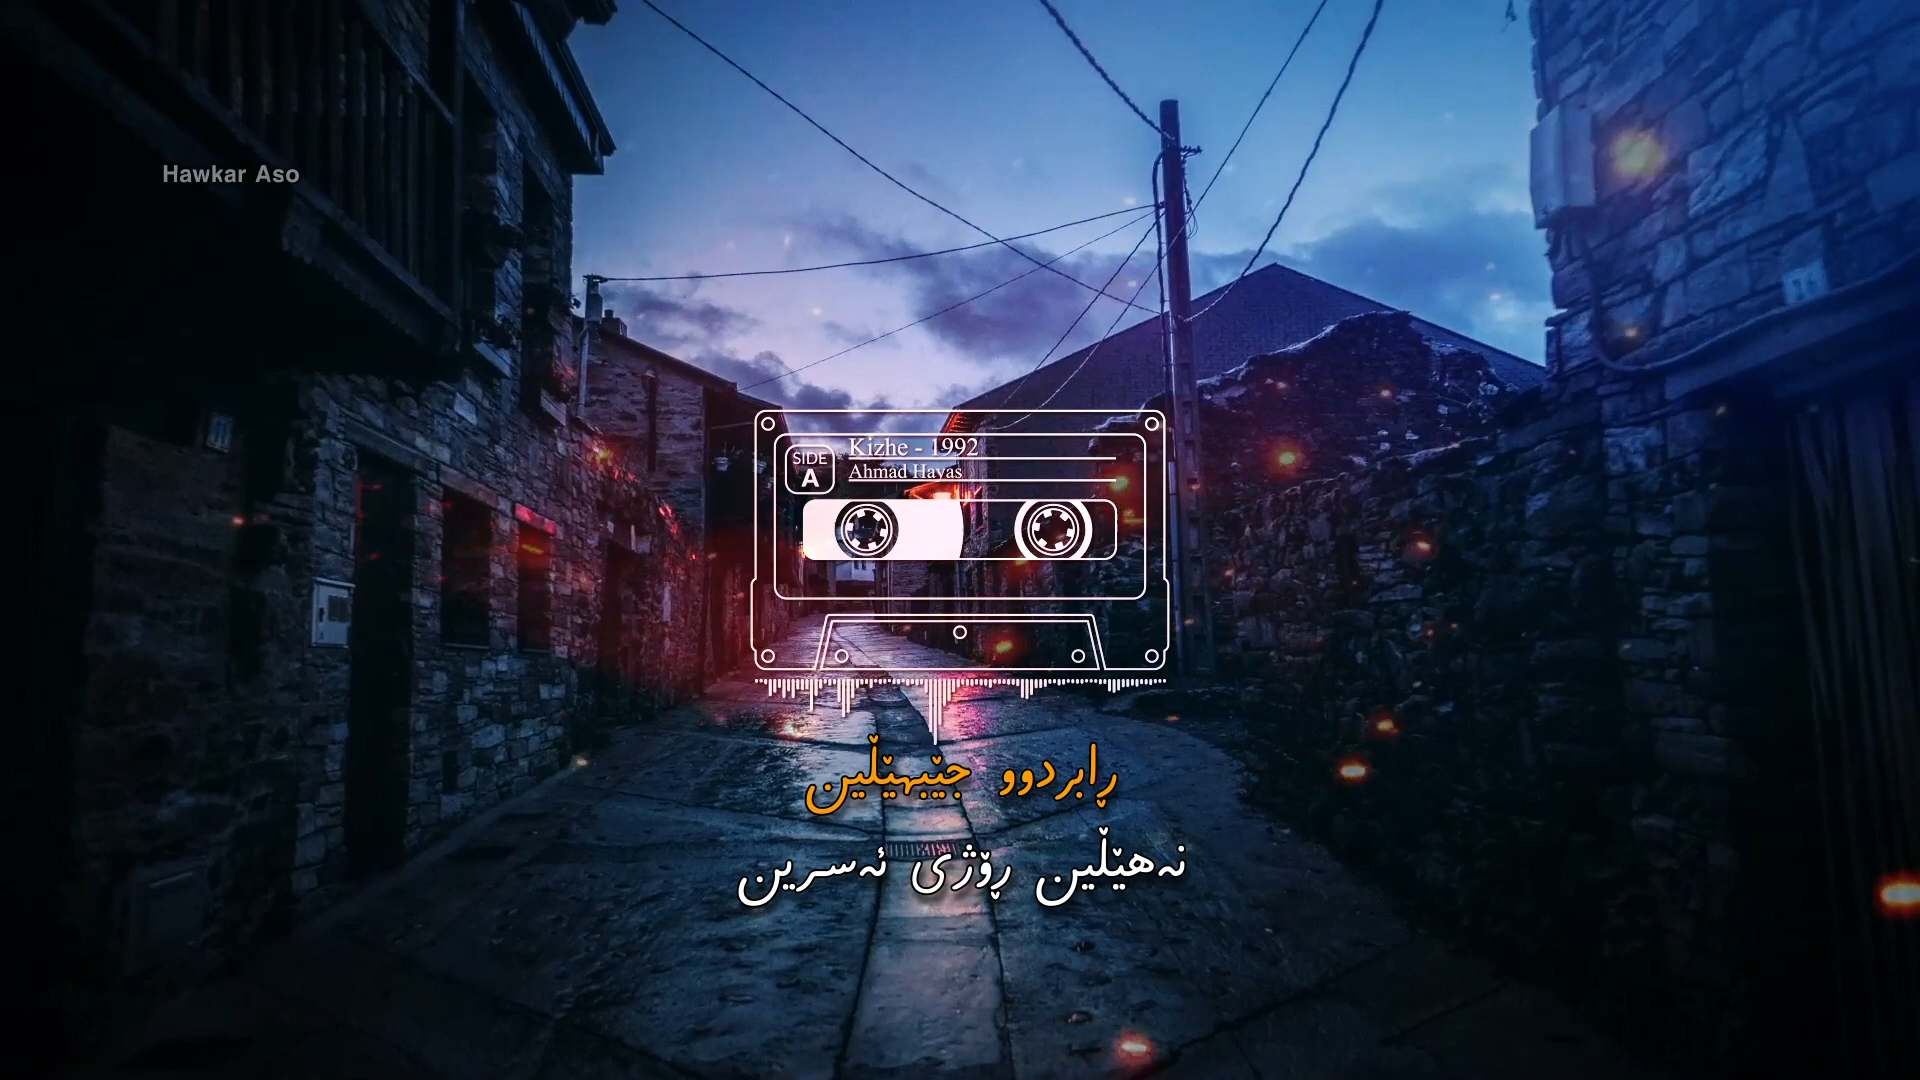 Hawkar Aso
SIDE
A
Kizhe - 1992
Ahmad Hayas
ڕابردوو جێبهێڵین
نەهێڵین ڕۆژی ئەسرین